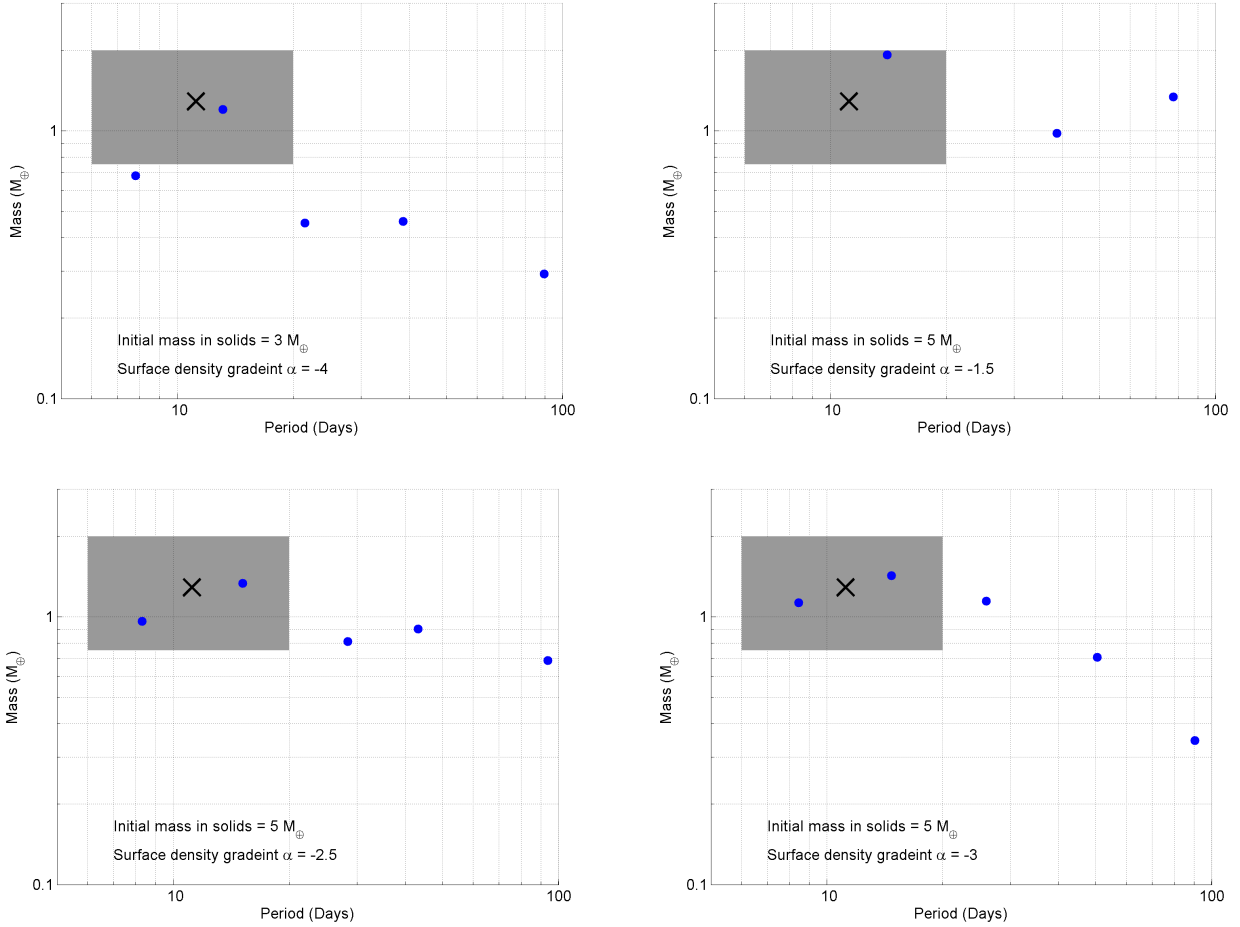 1
0.1
10
100
Mass (M⊕)
Period (Days)
Initial mass in solids = 3 M⊕
Surface density gradeint α = -4
1
0.1
10
100
Mass (M⊕)
Period (Days)
Initial mass in solids = 5 M⊕
Surface density gradeint α = -1.5
1
0.1
10
100
Mass (M⊕)
Period (Days)
Initial mass in solids = 5 M⊕
Surface density gradeint α = -2.5
1
0.1
10
100
Mass (M⊕)
Period (Days)
Initial mass in solids = 5 M⊕
Surface density gradeint α = -3